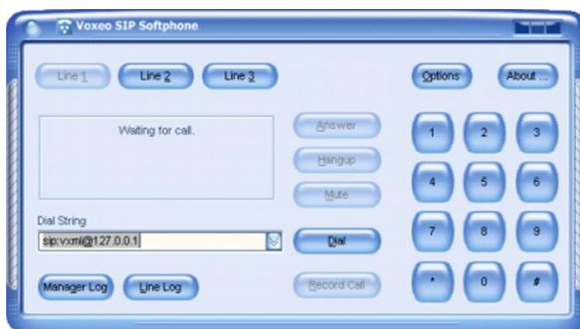 Voxeo SIP Softphone
Line 1 Line 2 Line 3 Options About ...
Waiting for call.
Answer
Hangup
Mute
1 2 3
4 5 6
7 8 9
* 0 #
Dial String
sip:vxml@127.0.0.1
Dial
Manager Log Line Log Record Call